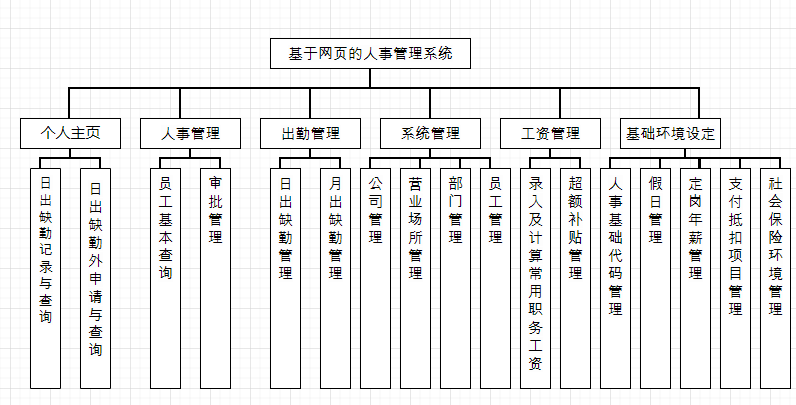 基于网页的人事管理系统
个人主页
人事管理
出勤管理
系统管理
工资管理
基础环境设定
日出缺勤记录与查询
日出缺勤外申请与查询
员工基本查询
审批管理
日出缺勤管理
月出缺勤管理
公司管理
营业场所管理
部门管理
员工管理
录入及计算常用职务工资
超额补贴管理
人事基础代码管理
假日管理
定岗年薪管理
支付抵扣项目管理
社会保险环境管理